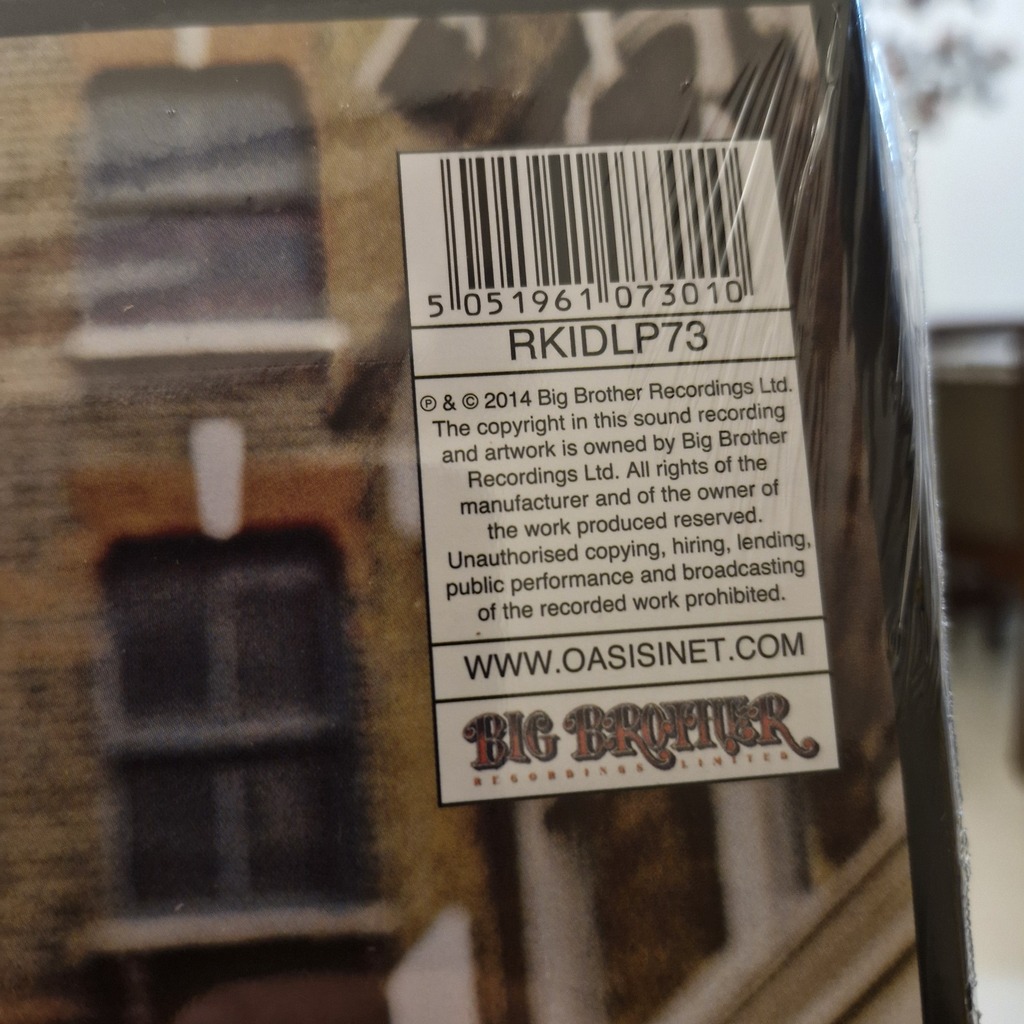 5 051961 073010
RKIDLP73
℗ & © 2014 Big Brother Recordings Ltd.
The copyright in this sound recording
and artwork is owned by Big Brother
Recordings Ltd. All rights of the
manufacturer and of the owner of
the work produced reserved.
Unauthorised copying, hiring, lending,
public performance and broadcasting
of the recorded work prohibited.
WWW.OASISINET.COM
BIG BROTHER
RECORDINGS LIMITED